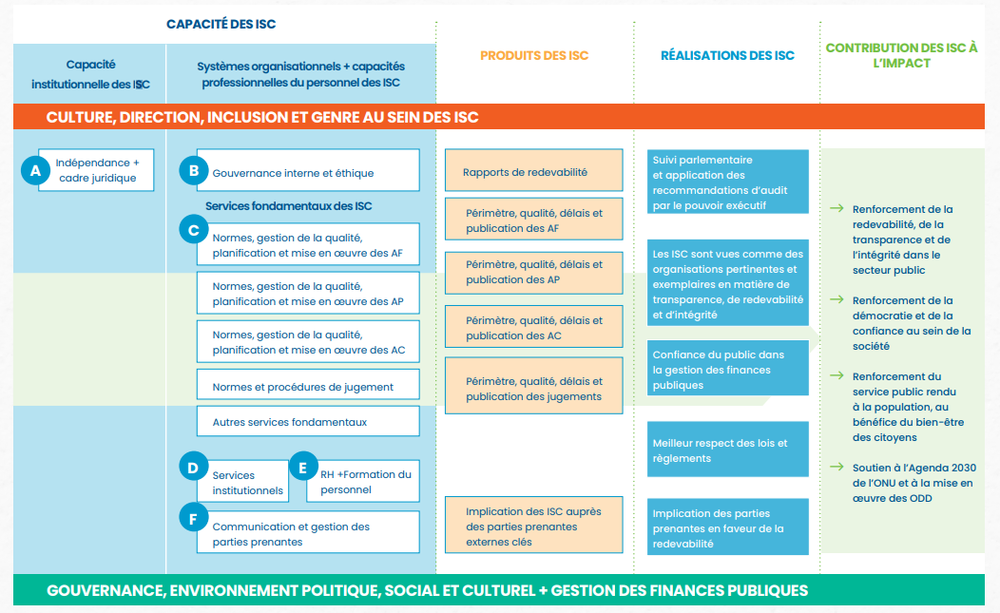 CAPACITÉ DES ISC
Capacité
institutionnelle des ISC
Systèmes organisationnels + capacités
professionnelles du personnel des ISC
PRODUITS DES ISC
RÉALISATIONS DES ISC
CONTRIBUTION DES ISC À
L'IMPACT
CULTURE, DIRECTION, INCLUSION ET GENRE AU SEIN DES ISC
A
Indépendance +
cadre juridique
B
Gouvernance interne et éthique
Services fondamentaux des ISC
C
Normes, gestion de la qualité,
planification et mise en œuvre des AF
Normes, gestion de la qualité,
planification et mise en œuvre des AP
Normes, gestion de la qualité,
planification et mise en œuvre des AC
Normes et procédures de jugement
Autres services fondamentaux
D
Services
institutionnels
E
RH +Formation du
personnel
F
Communication et gestion des
parties prenantes
Rapports de redevabilité
Périmètre, qualité, délais et
publication des AF
Périmètre, qualité, délais et
publication des AP
Périmètre, qualité, délais et
publication des AC
Périmètre, qualité, délais et
publication des jugements
Implication des ISC auprès
des parties prenantes
externes clés
Suivi parlementaire
et application des
recommandations d'audit
par le pouvoir exécutif
Les ISC sont vues comme des
organisations pertinentes et
exemplaires en matière de
transparence, de redevabilité
et d'intégrité
Confiance du public dans
la gestion des finances
publiques
Meilleur respect des lois et
règlements
Implication des parties
prenantes en faveur de la
redevabilité
→ Renforcement de la
redevabilité, de la
transparence et de
l'intégrité dans le
secteur public
→ Renforcement de la
démocratie et de la
confiance au sein de la
société
→ Renforcement du
service public rendu
à la population, au
bénéfice du bien-être
des citoyens
→ Soutien à l'Agenda 2030
de l'ONU et à la mise en
œuvre des ODD
GOUVERNANCE, ENVIRONNEMENT POLITIQUE, SOCIAL ET CULTUREL + GESTION DES FINANCES PUBLIQUES